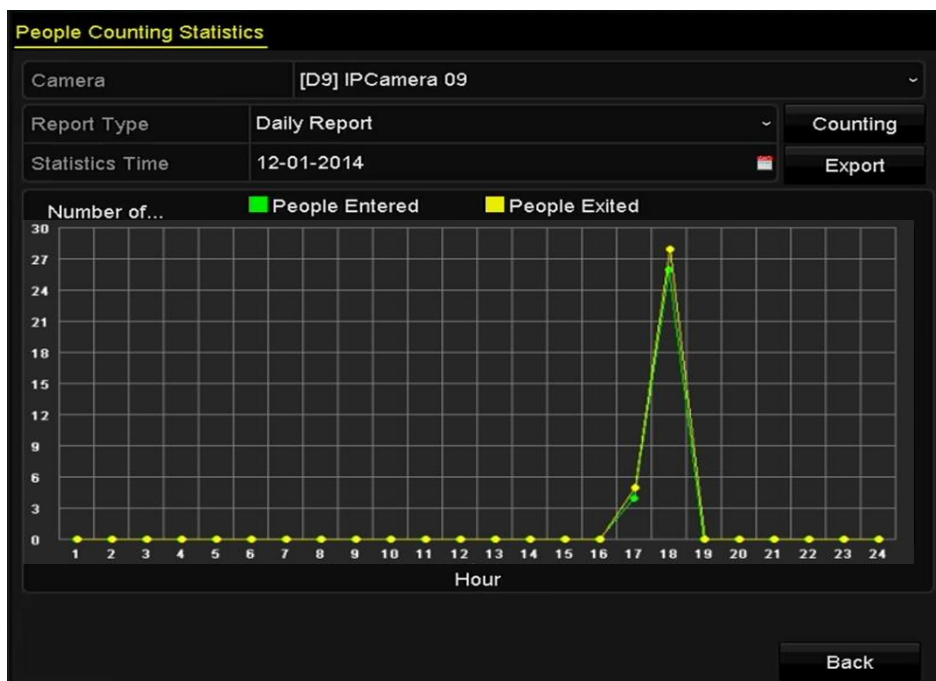 People Counting Statistics
Camera [D9] IPCamera 09
Report Type Daily Report Counting
Statistics Time 12-01-2014 Export
Number of... People Entered People Exited
30
27
24
21
18
15
12
9
6
3
0
1 2 3 4 5 6 7 8 9 10 11 12 13 14 15 16 17 18 19 20 21 22 23 24
Hour
Back